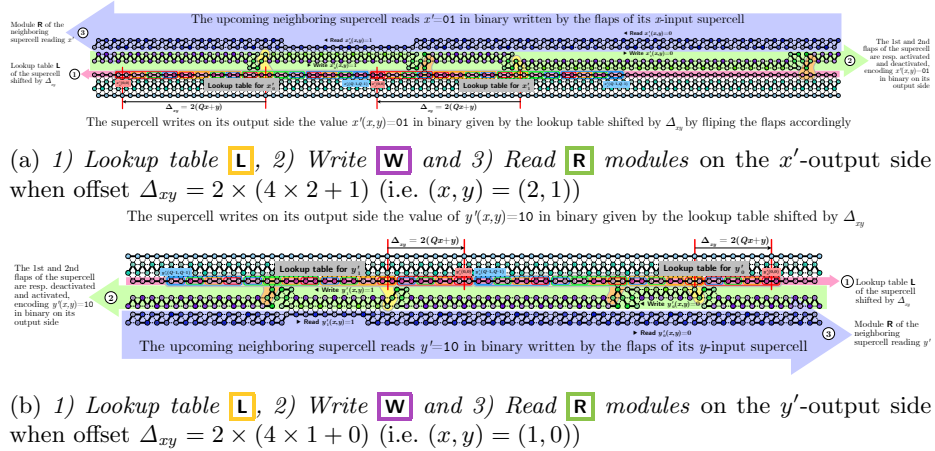 The upcoming neighboring supercell reads x'=01 in binary written by the flaps of its x-input supercell
Module R of the
neighboring
supercell reading x'
3
Lookup table L
of the supercell
shifted by Δxy
1
Lookup table for
Lookup table for
Δxy = 2(Qx+y)
Δxy = 2(Qx+y)
2
The 1st and 2nd
flaps of the supercell
are resp. activated
and deactivated,
encoding x'(x,y)=01
in binary on its
output side
The supercell writes on its output side the value x'(x,y)=01 in binary given by the lookup table shifted by Δxy by fliping the flaps accordingly
(a) 1) Lookup table L, 2) Write W and 3) Read R modules on the x'-output side
when offset Δxy = 2 × (4 × 2 + 1) (i.e. (x, y) = (2, 1))
The supercell writes on its output side the value of y'(x,y)=10 in binary given by the lookup table shifted by Δxy
Δxy = 2(Qx+y)
Δxy = 2(Qx+y)
The 1st and 2nd
flaps of the supercell
are resp. deactivated
and activated,
encoding y'(x,y)=10
in binary on its
output side
2
Lookup table for
Lookup table for
1
Lookup table L
of the supercell
shifted by Δxy
3
Module R of the
neighboring
supercell reading y'
The upcoming neighboring supercell reads y'=10 in binary written by the flaps of its y-input supercell
(b) 1) Lookup table L, 2) Write W and 3) Read R modules on the y'-output side
when offset Δxy = 2 × (4 × 1 + 0) (i.e. (x, y) = (1, 0))